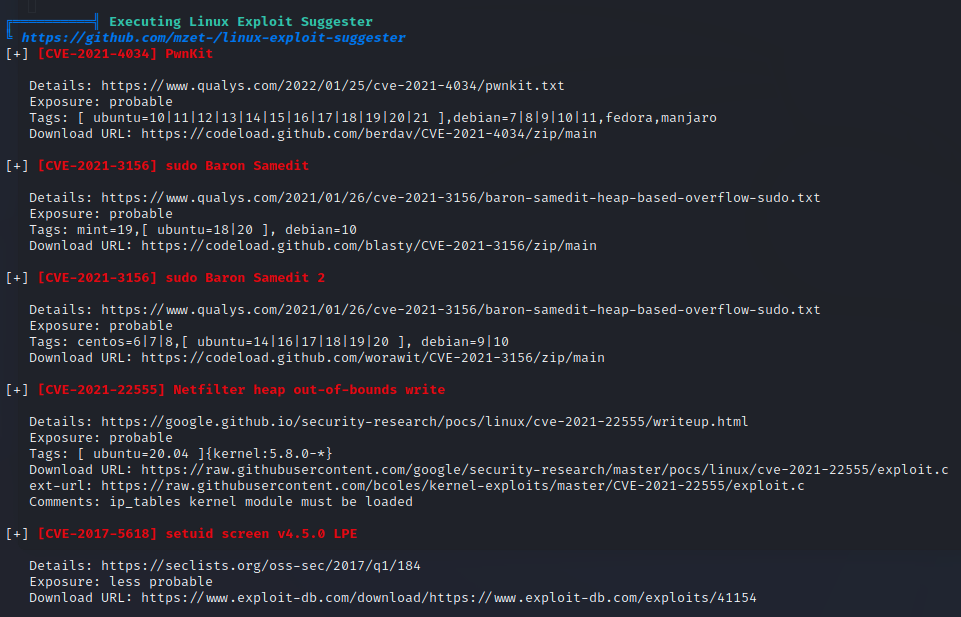 Executing Linux Exploit Suggester
https://github.com/mzet-/linux-exploit-suggester
[+] [CVE-2021-4034] PwnKit
Details: https://www.qualys.com/2022/01/25/cve-2021-4034/pwnkit.txt
Exposure: probable
Tags: [ ubuntu=10|11|12|13|14|15|16|17|18|19|20|21 ],debian=7|8|9|10|11,fedora,manjaro
Download URL: https://codeload.github.com/berdav/CVE-2021-4034/zip/main
[+] [CVE-2021-3156] sudo Baron Samedit
Details: https://www.qualys.com/2021/01/26/cve-2021-3156/baron-samedit-heap-based-overflow-sudo.txt
Exposure: probable
Tags: mint=19,[ ubuntu=18|20 ], debian=10
Download URL: https://codeload.github.com/blasty/CVE-2021-3156/zip/main
[+] [CVE-2021-3156] sudo Baron Samedit 2
Details: https://www.qualys.com/2021/01/26/cve-2021-3156/baron-samedit-heap-based-overflow-sudo.txt
Exposure: probable
Tags: centos=6|7|8,[ ubuntu=14|16|17|18|19|20 ], debian=9|10
Download URL: https://codeload.github.com/worawit/CVE-2021-3156/zip/main
[+] [CVE-2021-22555] Netfilter heap out-of-bounds write
Details: https://google.github.io/security-research/pocs/linux/cve-2021-22555/writeup.html
Exposure: probable
Tags: [ ubuntu=20.04 ]{kernel:5.8.0-*}
Download URL: https://raw.githubusercontent.com/google/security-research/master/pocs/linux/cve-2021-22555/exploit.c
ext-url: https://raw.githubusercontent.com/bcoles/kernel-exploits/master/CVE-2021-22555/exploit.c
Comments: ip_tables kernel module must be loaded
[+] [CVE-2017-5618] setuid screen v4.5.0 LPE
Details: https://seclists.org/oss-sec/2017/q1/184
Exposure: less probable
Download URL: https://www.exploit-db.com/download/https://www.exploit-db.com/exploits/41154